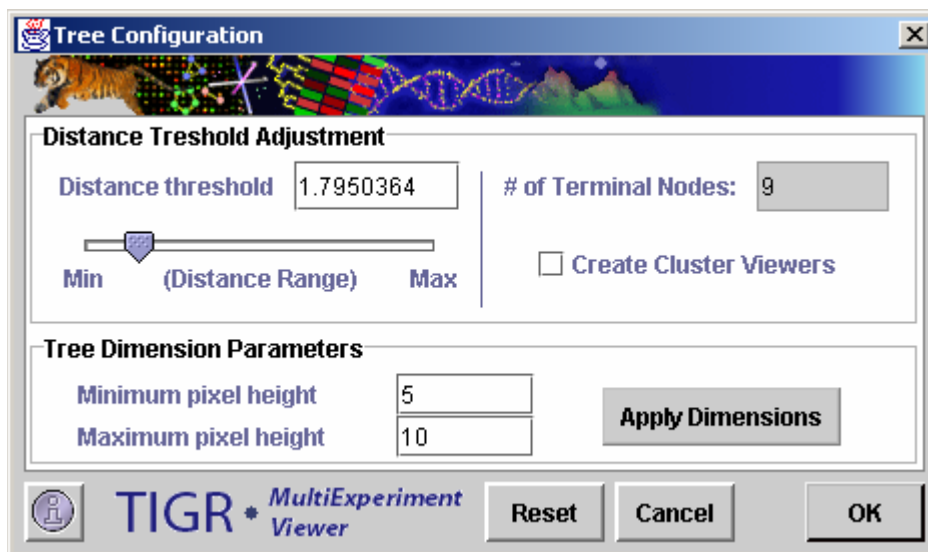 Tree Configuration
Distance Treshold Adjustment
Distance threshold 1.7950364 # of Terminal Nodes: 9
Min (Distance Range) Max
Create Cluster Viewers
Tree Dimension Parameters
Minimum pixel height 5
Maximum pixel height 10
Apply Dimensions
TIGR • MultiExperiment
Viewer
Reset Cancel OK